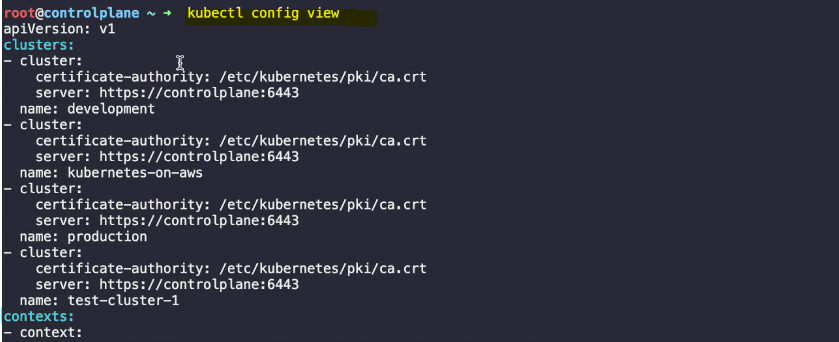 root@controlplane ~ ➜  kubectl config view
apiVersion: v1
clusters:
- cluster:
    certificate-authority: /etc/kubernetes/pki/ca.crt
    server: https://controlplane:6443
  name: development
- cluster:
    certificate-authority: /etc/kubernetes/pki/ca.crt
    server: https://controlplane:6443
  name: kubernetes-on-aws
- cluster:
    certificate-authority: /etc/kubernetes/pki/ca.crt
    server: https://controlplane:6443
  name: production
- cluster:
    certificate-authority: /etc/kubernetes/pki/ca.crt
    server: https://controlplane:6443
  name: test-cluster-1
contexts:
- context: